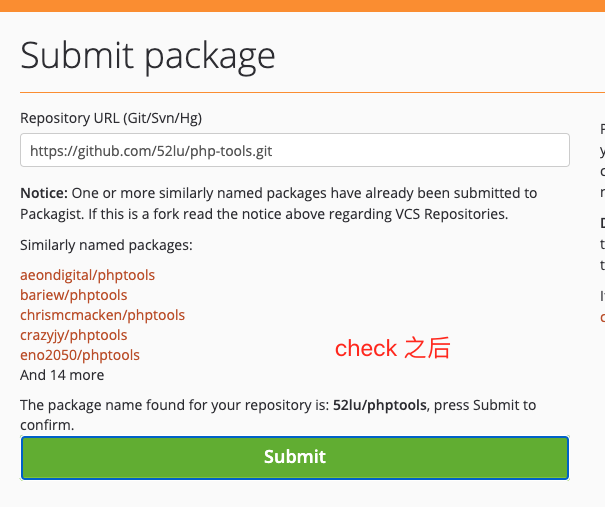 Submit package
Repository URL (Git/Svn/Hg)
https://github.com/52lu/php-tools.git
Notice: One or more similarly named packages have already been submitted to
Packagist. If this is a fork read the notice above regarding VCS Repositories.
Similarly named packages:
aeondigital/phptools
bariew/phptools
chrismcmacken/phptools
crazyjy/phptools
eno2050/phptools
check 之后
And 14 more
The package name found for your repository is: 52lu/phptools, press Submit to
confirm.
Submit